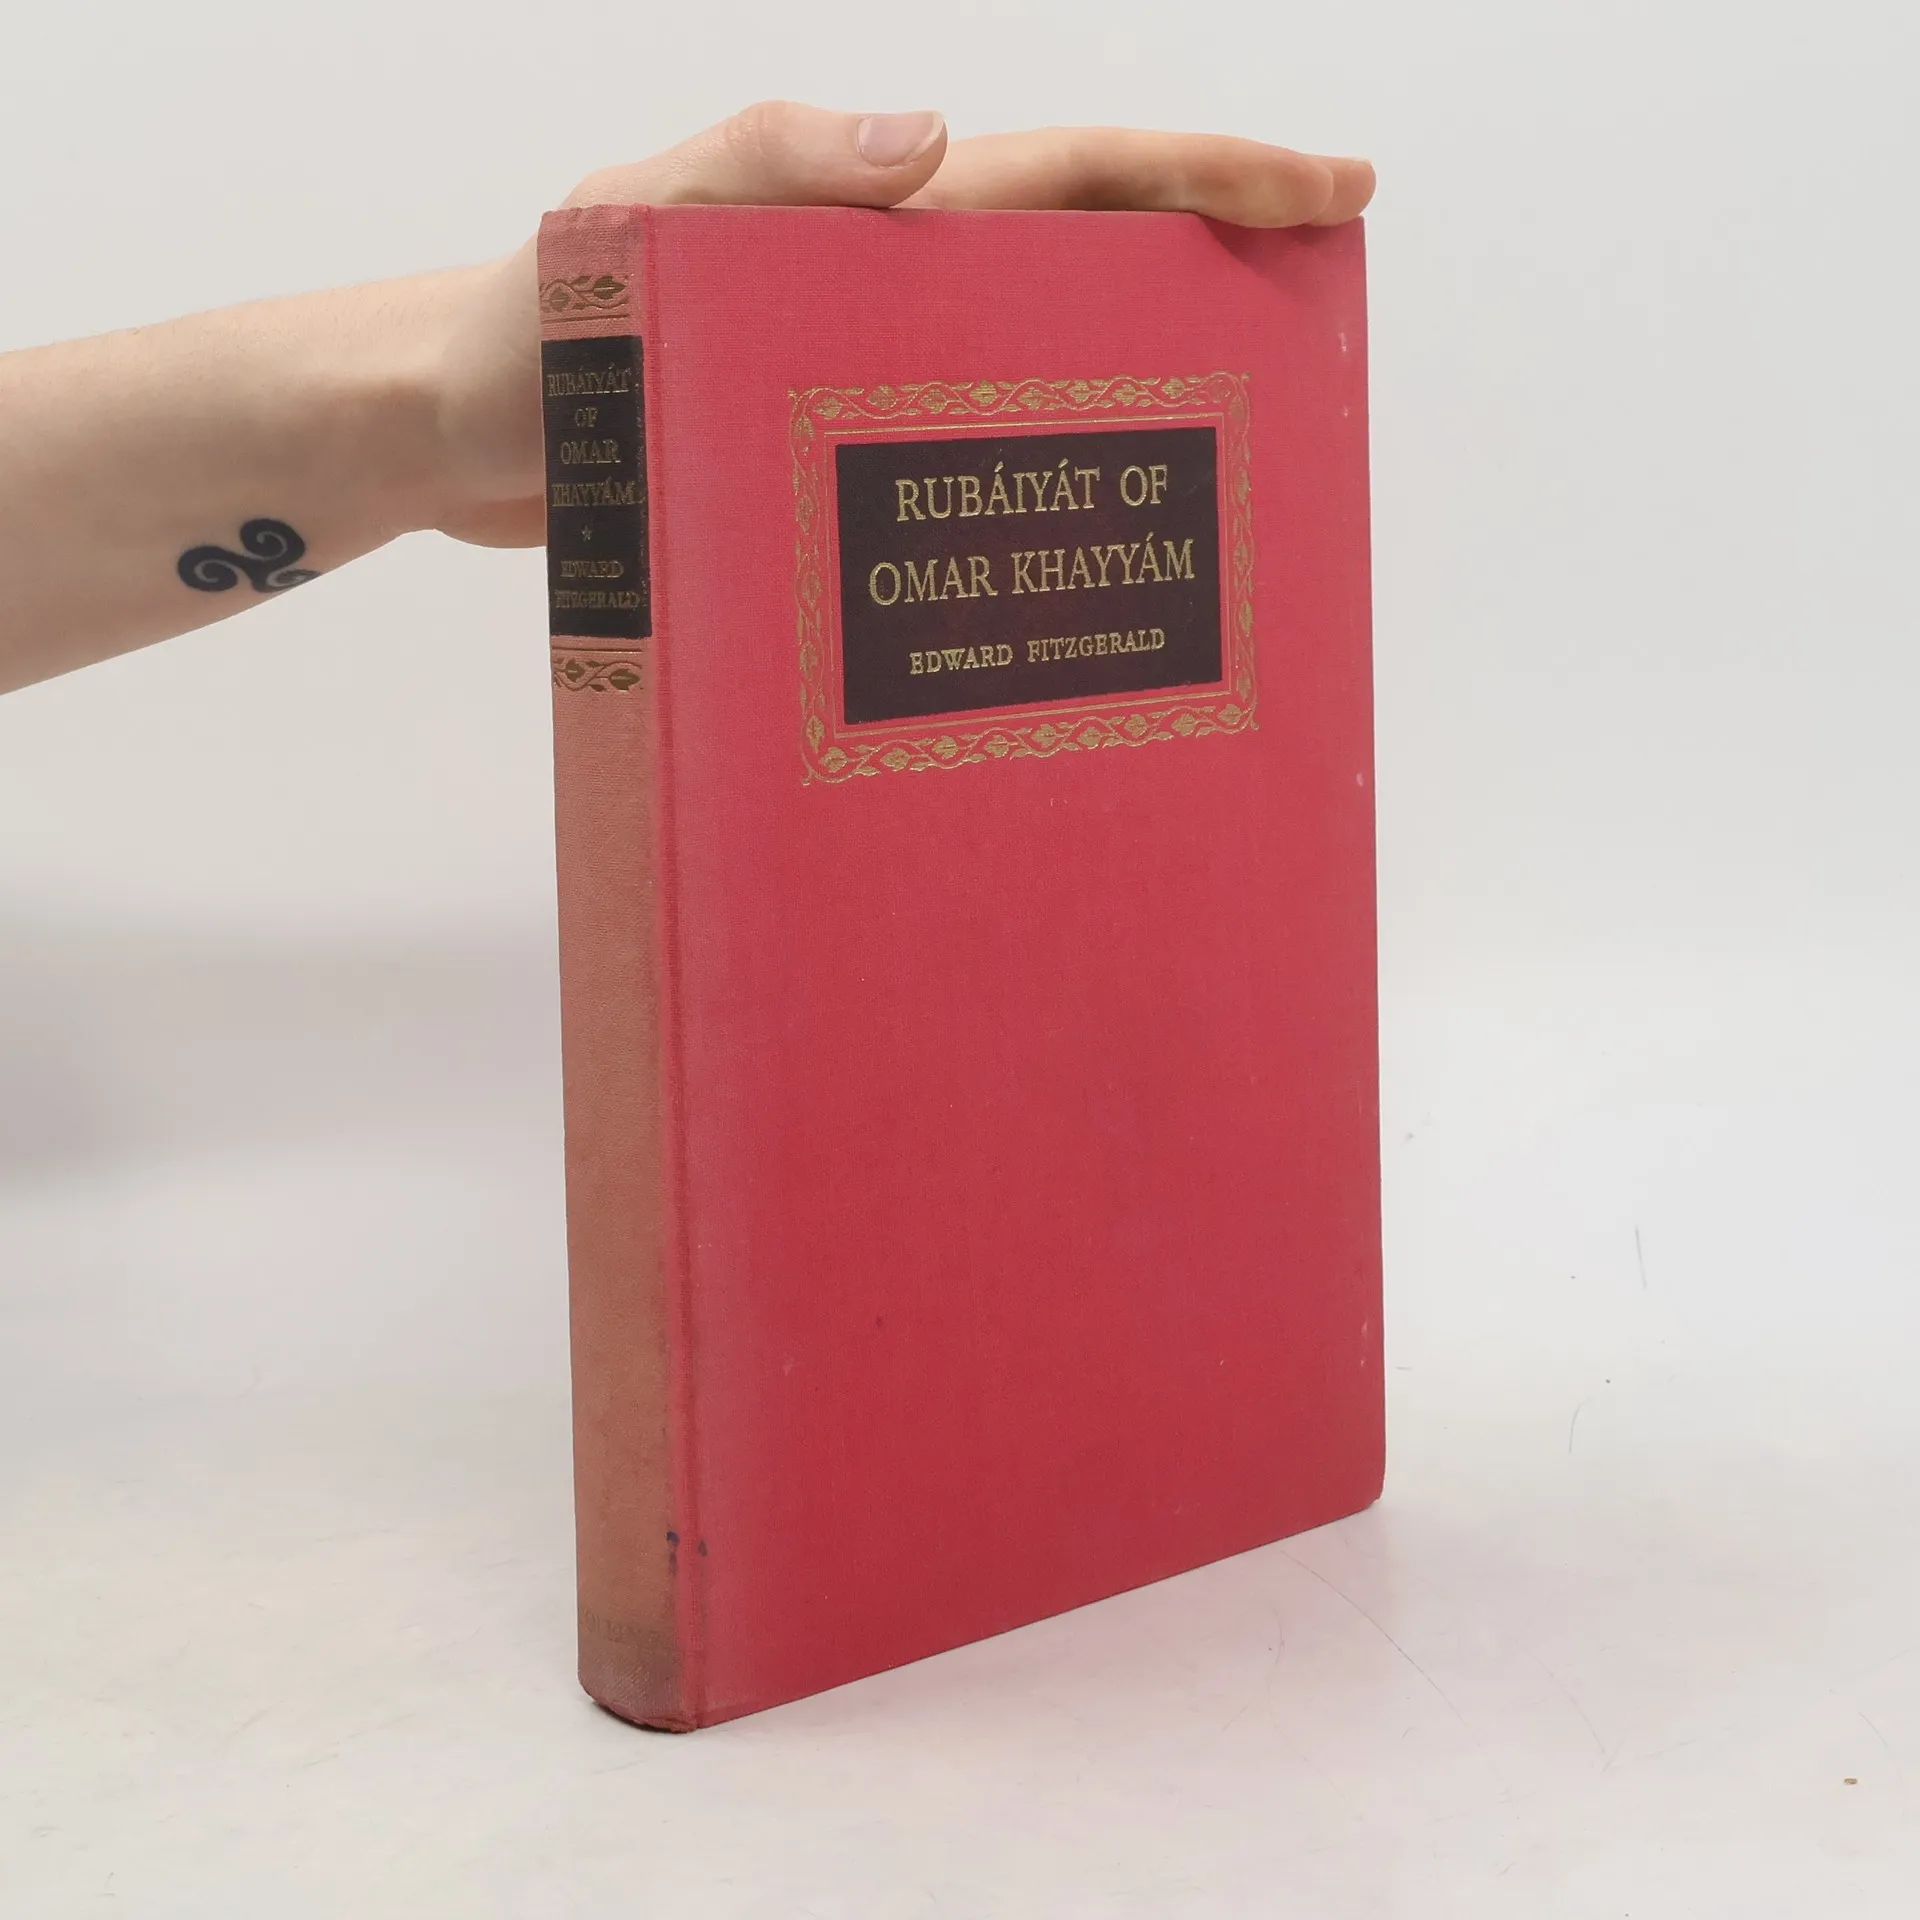 RUBÁIYÁT
OF
OMAR
KHAYYÁM
*
EDWARD
FITZGERALD
RUBÁIYÁT OF
OMAR KHAYYÁM
EDWARD FITZGERALD